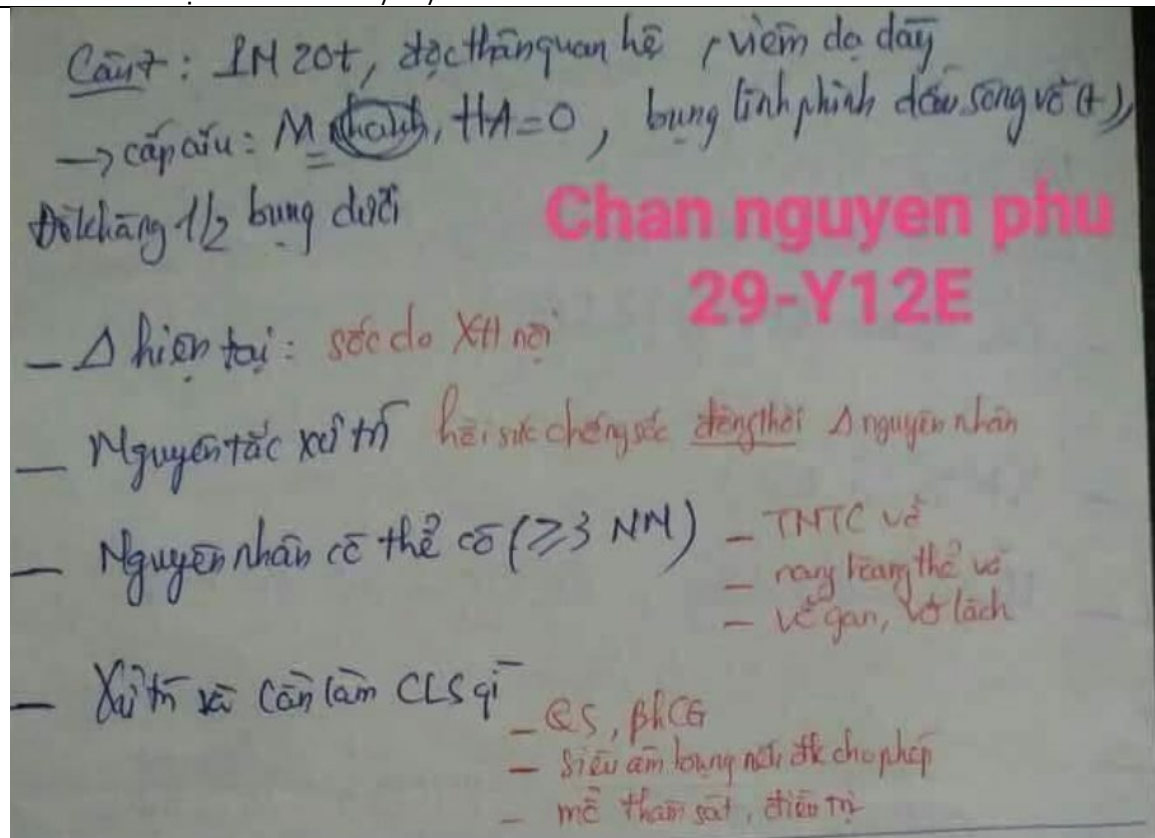 Câu 7: 1 BN 20t, độc thân quan hệ, viêm dạ dày
→ cấp cứu: M = nhanh, HA = 0, bụng linh phình dấu sóng vỗ (+),
Đề kháng 1/2 bụng dưới
Chan nguyen phu
29-Y12E
– Δ hiện tại: sốc do XH nội
– Nguyên tắc xử trí hồi sức chống sốc đồng thời Δ nguyên nhân
– Nguyên nhân có thể có (≥3 NN) – TNTC vỡ
– nang hoàng thể vỡ
– vỡ gan, vỡ lách
– Xử trí và cần làm CLS gì – QS, βhCG
– Siêu âm bụng nếu đk cho phép
– mổ thám sát, điều trị